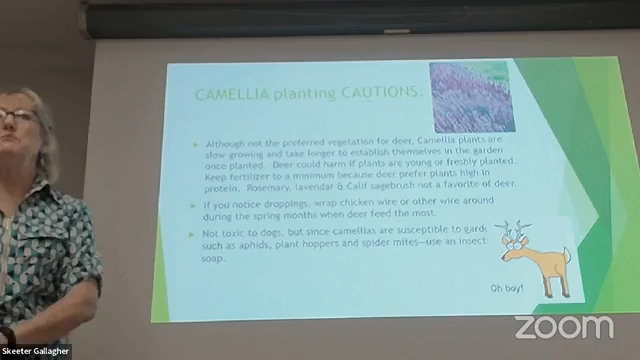 CAMELLIA planting CAUTIONS:
Although not the preferred vegetation for deer, Camellia plants are
slow-growing and take longer to establish themselves in the garden
once planted. Deer could harm if plants are young or freshly planted.
Keep fertilizer to a minimum because deer prefer plants high in
protein. Rosemary, lavendar & Calif sagebrush not a favorite of deer.
If you notice droppings, wrap chicken wire or other wire around
during the spring months when deer feed the most.
Not toxic to dogs, but since camellias are susceptible to garde
such as aphids, plant hoppers and spider mites—use an insect
soap.
Oh boy!
Skeeter Gallagher
zoom